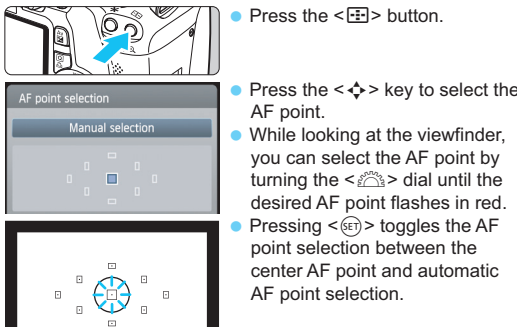 Press the < > button.
AF point selection
Manual selection
Press the < > key to select the
AF point.
While looking at the viewfinder,
you can select the AF point by
turning the < > dial until the
desired AF point flashes in red.
Pressing <SET> toggles the AF
point selection between the
center AF point and automatic
AF point selection.